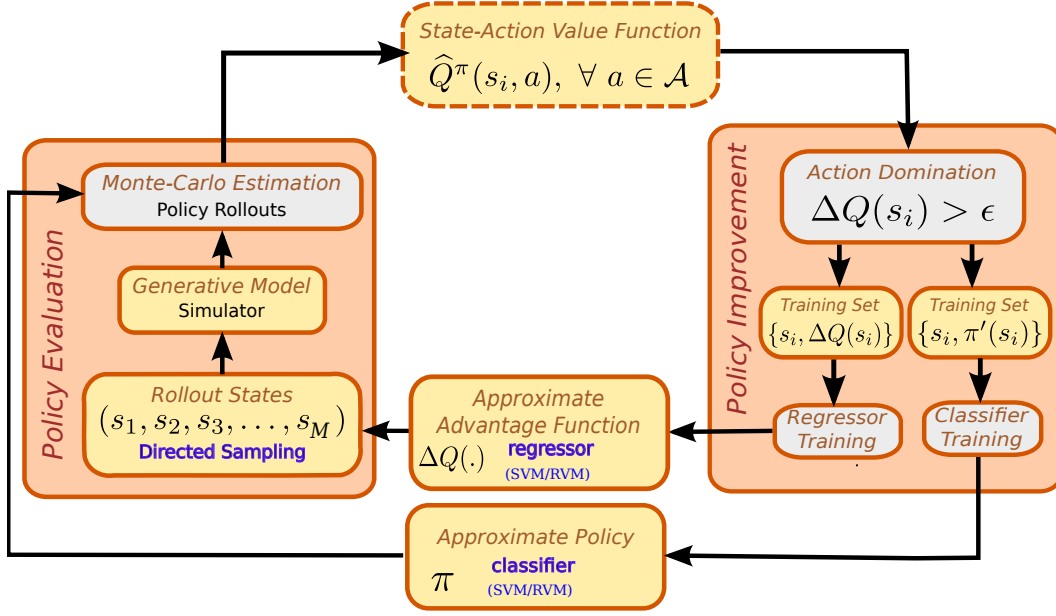 State-Action Value Function
Q̂^π(s_i, a), ∀ a ∈ 𝒜
Policy Evaluation
Monte-Carlo Estimation
Policy Rollouts
Generative Model
Simulator
Rollout States
(s_1, s_2, s_3, . . . , s_M)
Directed Sampling
Approximate
Advantage Function
ΔQ(.) regressor
(SVM/RVM)
Approximate Policy
π classifier
(SVM/RVM)
Policy Improvement
Action Domination
ΔQ(s_i) > ϵ
Training Set
{s_i, ΔQ(s_i)}
Training Set
{s_i, π′(s_i)}
Regressor
Training
Classifier
Training